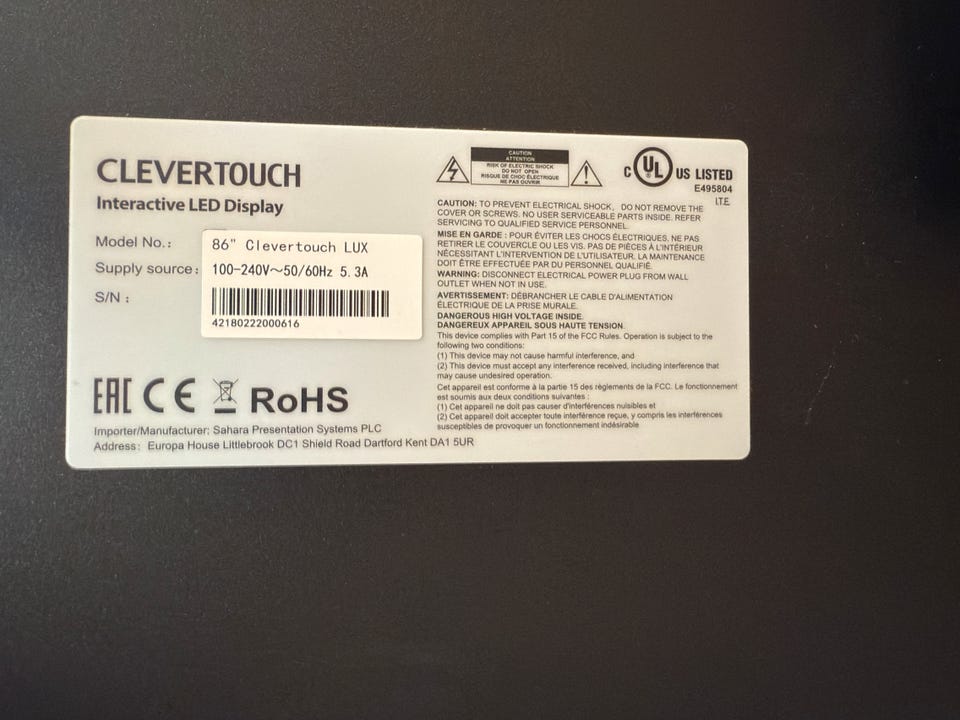 CLEVERTOUCH
Interactive LED Display
Model No.: 86" Clevertouch LUX
Supply source: 100-240V~50/60Hz 5.3A
S/N :
42180222000616
EAC CE RoHS
Importer/Manufacturer: Sahara Presentation Systems PLC
Address: Europa House Littlebrook DC1 Shield Road Dartford Kent DA1 5UR
CAUTION
ATTENTION
RISK OF ELECTRIC SHOCK
DO NOT OPEN
RISQUE DE CHOC ÉLECTRIQUE
NE PAS OUVRIR
C UL US LISTED
E495804
I.T.E.
CAUTION: TO PREVENT ELECTRICAL SHOCK, DO NOT REMOVE THE
COVER OR SCREWS. NO USER SERVICEABLE PARTS INSIDE. REFER
SERVICING TO QUALIFIED SERVICE PERSONNEL.
MISE EN GARDE : POUR ÉVITER LES CHOCS ÉLECTRIQUES, NE PAS
RETIRER LE COUVERCLE OU LES VIS. PAS DE PIÈCES À L'INTÉRIEUR
NÉCESSITANT L'INTERVENTION DE L'UTILISATEUR. LA MAINTENANCE
DOIT ÊTRE EFFECTUÉE PAR DU PERSONNEL QUALIFIÉ.
WARNING: DISCONNECT ELECTRICAL POWER PLUG FROM WALL
OUTLET WHEN NOT IN USE.
AVERTISSEMENT: DÉBRANCHER LE CABLE D'ALIMENTATION
ÉLECTRIQUE DE LA PRISE MURALE.
DANGEROUS HIGH VOLTAGE INSIDE.
DANGEREUX APPAREIL SOUS HAUTE TENSION.
This device complies with Part 15 of the FCC Rules. Operation is subject to the
following two conditions:
(1) This device may not cause harmful interference, and
(2) This device must accept any interference received, including interference that
may cause undesired operation.
Cet appareil est conforme à la partie 15 des règlements de la FCC. Le fonctionnement
est soumis aux deux conditions suivantes:
(1) Cet appareil ne doit pas causer d'interférences nuisibles et
(2) Cet appareil doit accepter toute interférence reçue, y compris les interférences
susceptibles de provoquer un fonctionnement indésirable